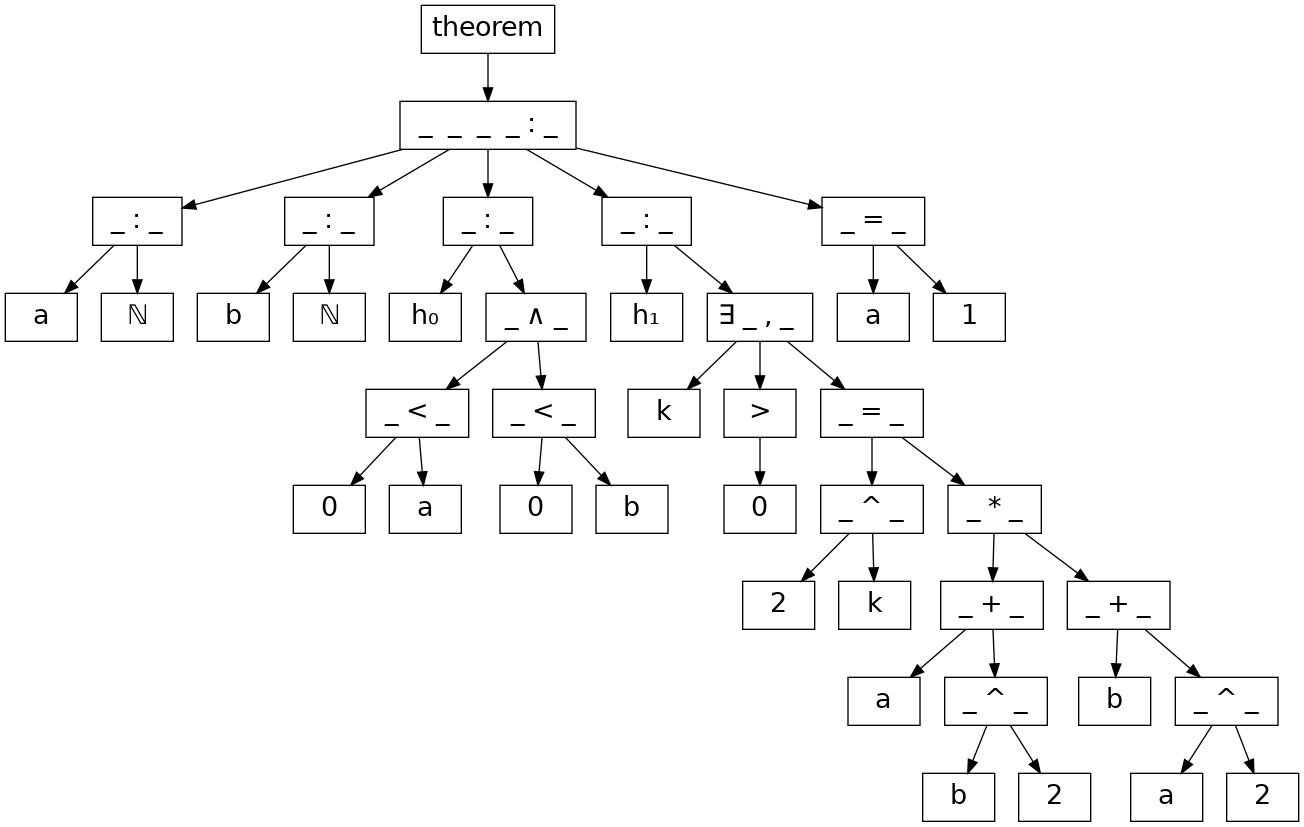 theorem
_ _ _ _ : _
_ : _ _ : _ _ : _ _ : _ _ = _
a ℕ b ℕ h₀ _ ∧ _ h₁ ∃ _ , _ a 1
_ < _ _ < _ k > _ = _
0 a 0 b 0 _ ^ _ _ * _
2 k _ + _ _ + _
a _ ^ _ b _ ^ _
b 2 a 2